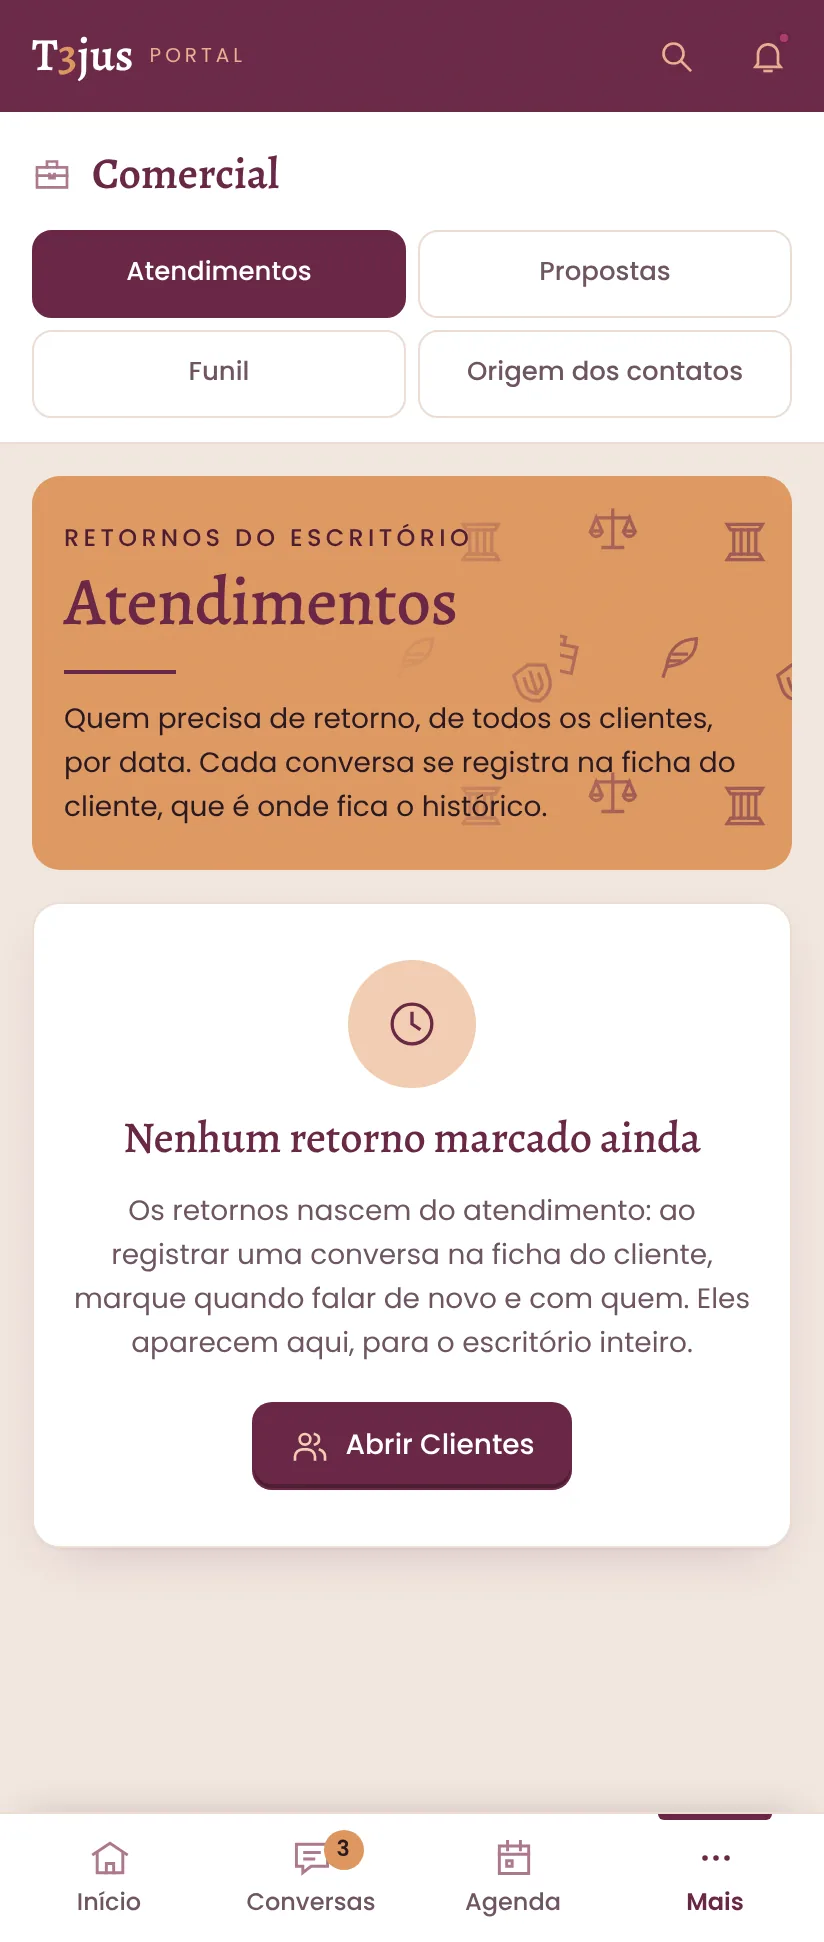 T3jus PORTAL
Comercial
Atendimentos
Propostas
Funil
Origem dos contatos
RETORNOS DO ESCRITÓRIO
Atendimentos
Quem precisa de retorno, de todos os clientes,
por data. Cada conversa se registra na ficha do
cliente, que é onde fica o histórico.
Nenhum retorno marcado ainda
Os retornos nascem do atendimento: ao
registrar uma conversa na ficha do cliente,
marque quando falar de novo e com quem. Eles
aparecem aqui, para o escritório inteiro.
Abrir Clientes
3
Início
Conversas
Agenda
Mais